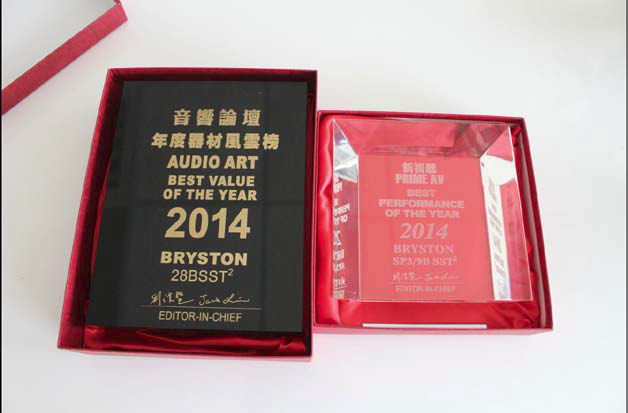 音響論壇
年度器材風雲榜
AUDIO ART
BEST VALUE
OF THE YEAR
2014
BRYSTON
28BSST²
Jack
EDITOR-IN-CHIEF
新視聽
PRIME AV
BEST
PERFORMANCE
OF THE YEAR
2014
BRYSTON
SP3/9B SST²
EDITOR-IN-CHIEF